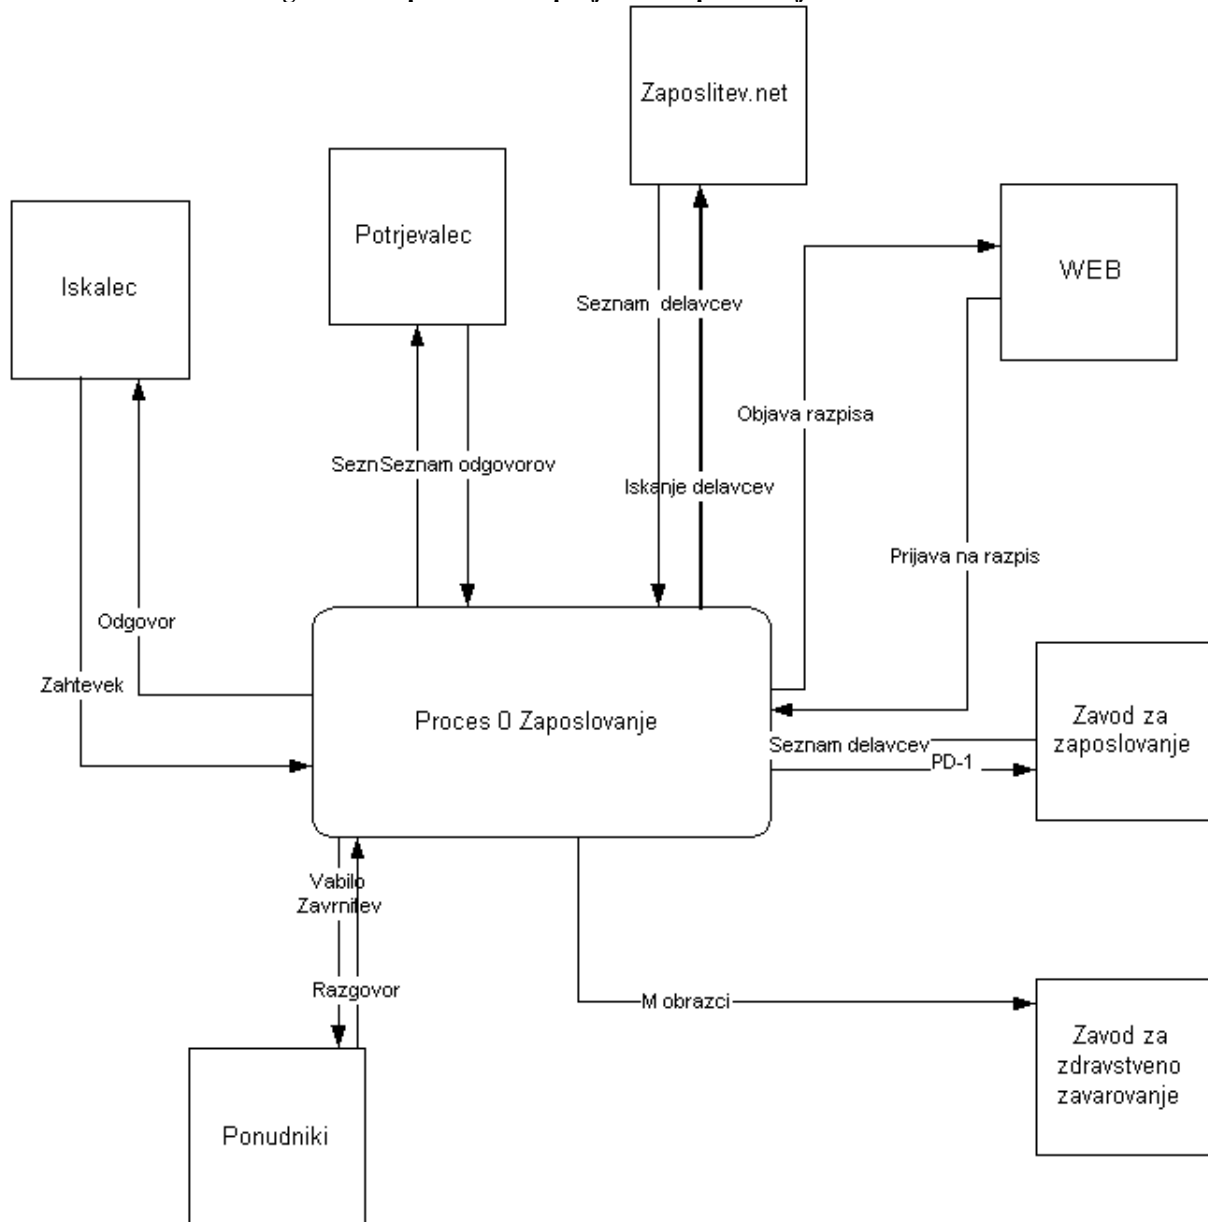 Zaposlitev.net
Potrjevalec
Iskalec
WEB
Seznam delavcev
Objava razpisa
Seznam odgovorov
Iskanje delavcev
Prijava na razpis
Odgovor
Zahtevek
Proces 0 Zaposlovanje
Zavod za
zaposlovanje
Seznam delavcev
PD-1
Vabilo
Zavrnitev
Razgovor
M obrazci
Zavod za
zdravstveno
zavarovanje
Ponudniki